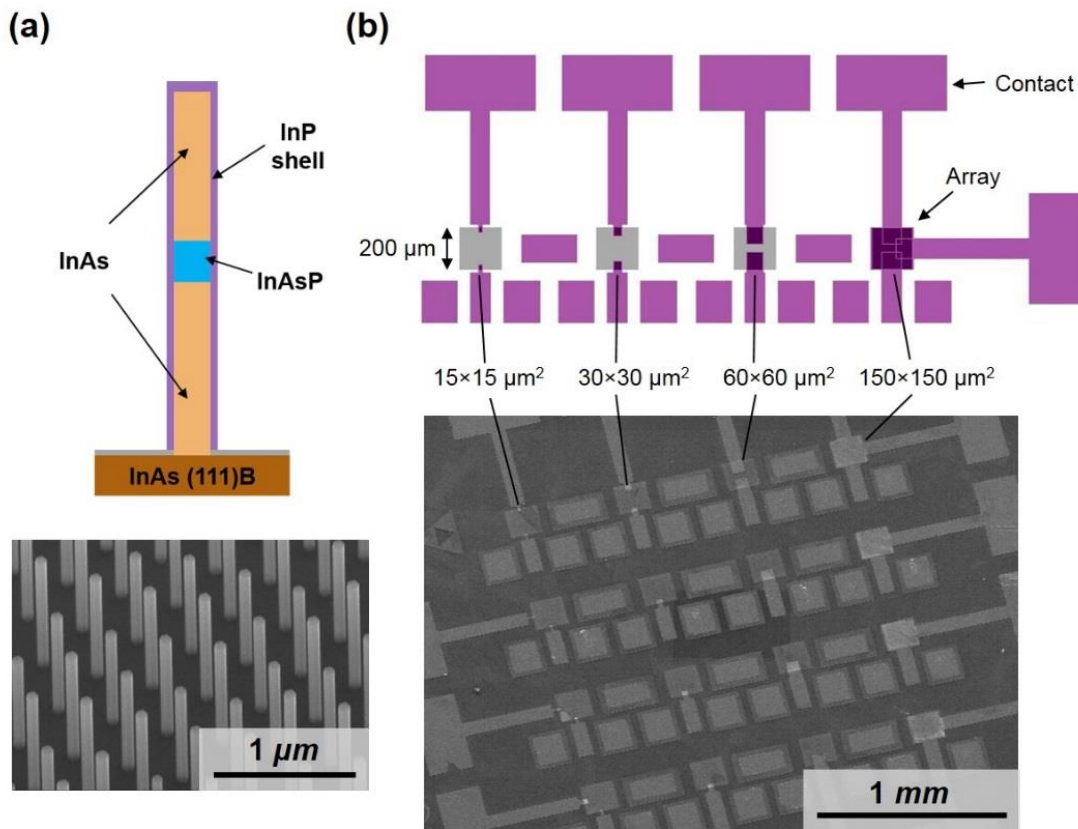 (a)
InP
shell
InAs
InAsP
InAs (111)B
1 μm
(b)
Contact
Array
200 μm
15×15 μm²
30×30 μm²
60×60 μm²
150×150 μm²
1 mm